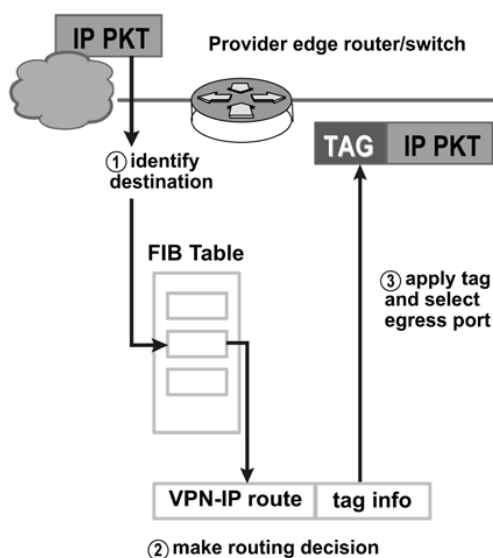 IP PKT
Provider edge router/switch
TAG IP PKT
① identify
destination
FIB Table
③ apply tag
and select
egress port
VPN-IP route tag info
② make routing decision